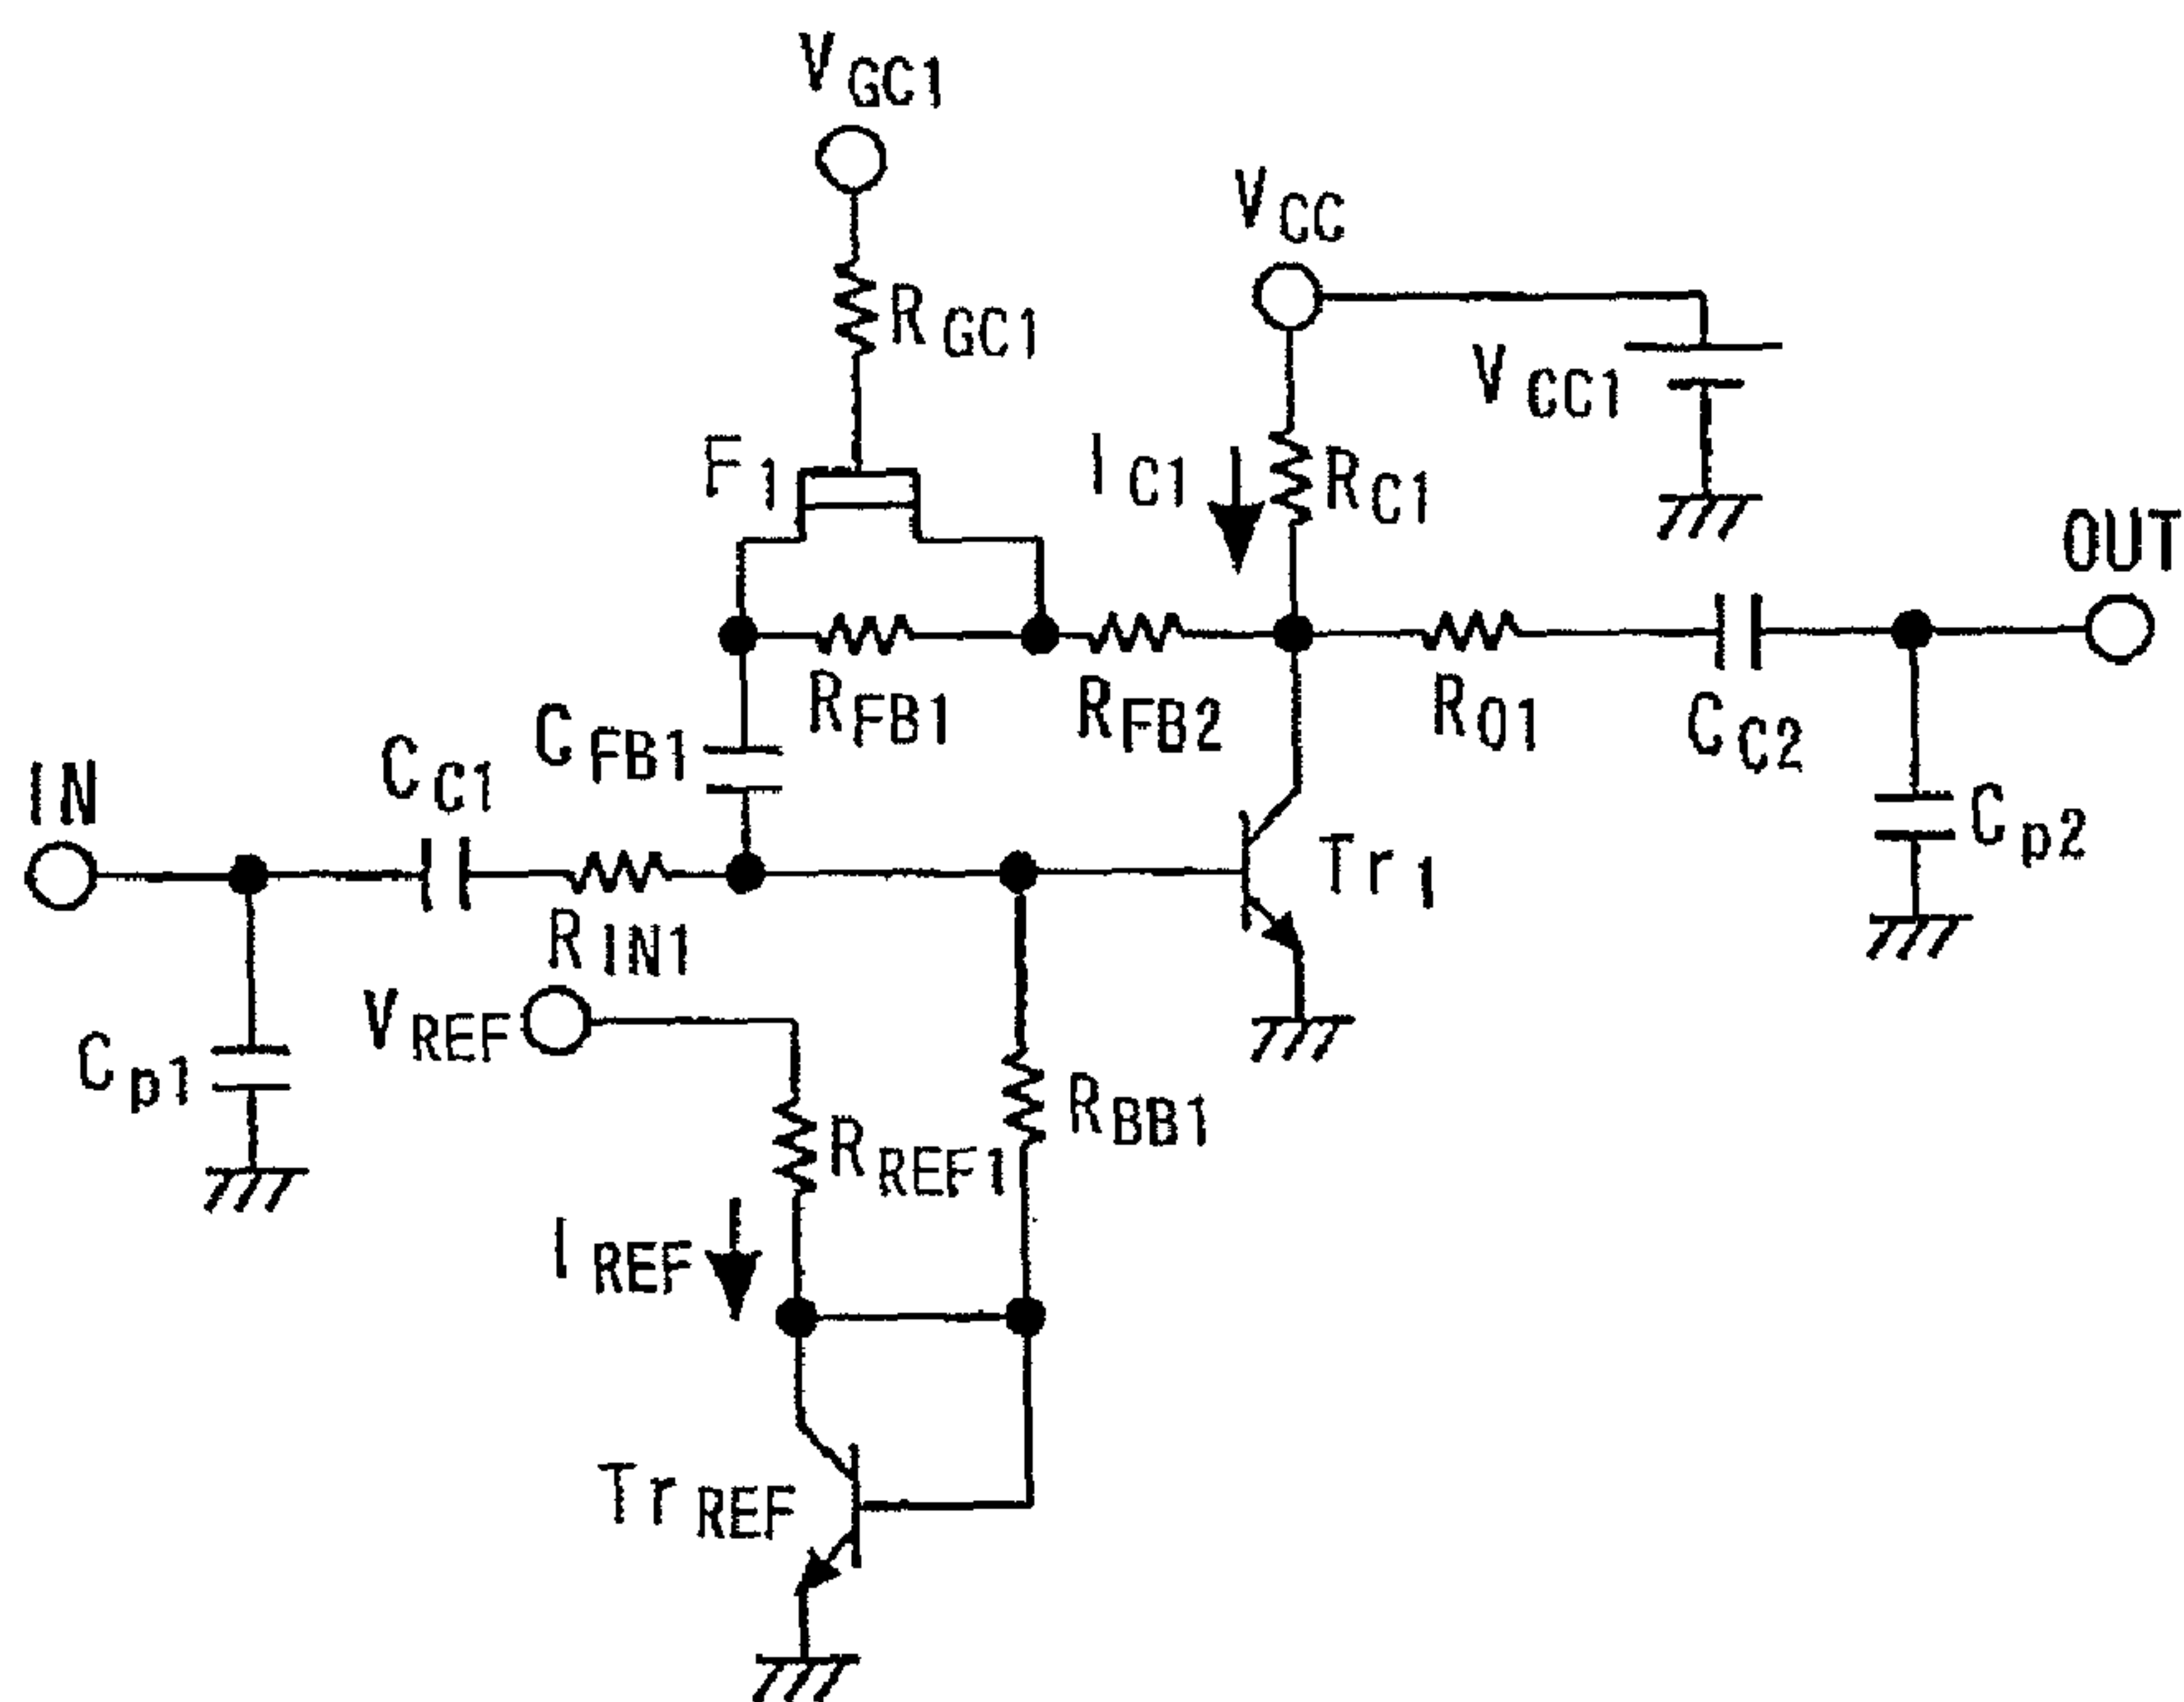 VGC1
VCC
RGC1
VCC1
F1
IC1
RC1
OUT
RFB1
RFB2
RO1
CC2
CFB1
CC1
IN
Cp2
Tr1
RIN1
VREF
Cp1
RBB1
RREF1
IREF
TrREF